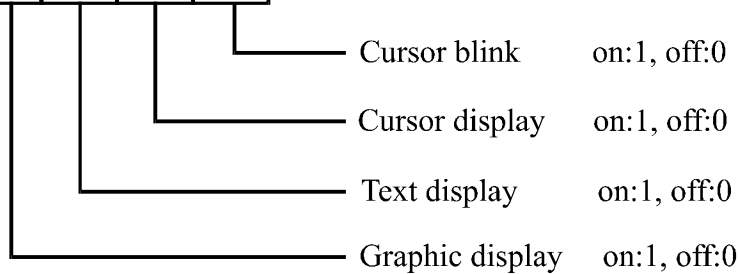 Cursor blink on:1, off:0
Cursor display on:1, off:0
Text display on:1, off:0
Graphic display on:1, off:0